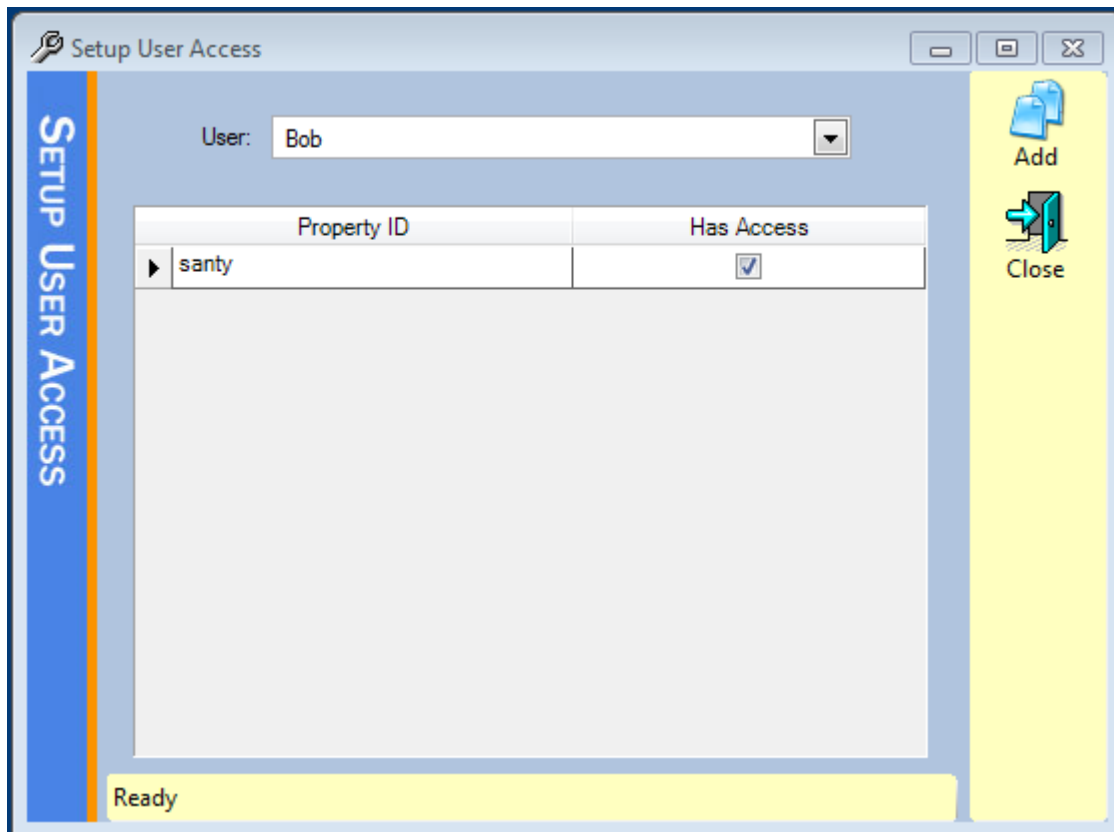 Setup User Access
SETUP USER ACCESS
User: Bob
Add
Property ID Has Access
santy
Close
Ready